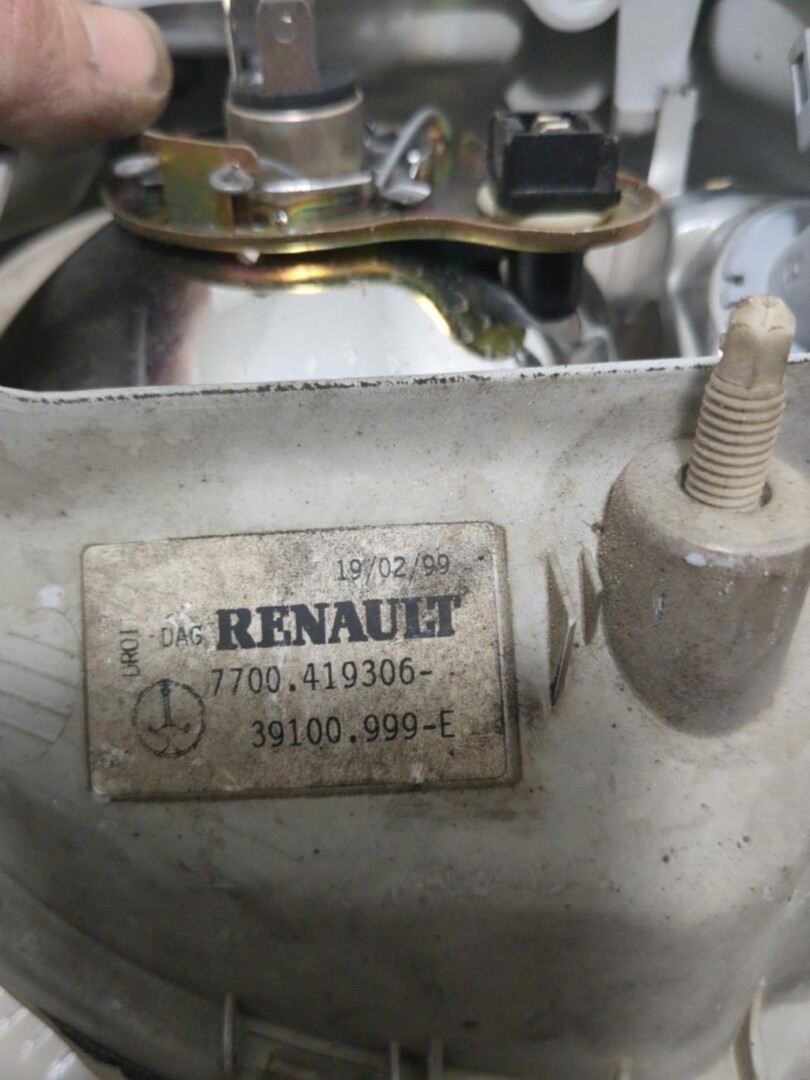 19/02/99
DROIT
DAG RENAULT
7700.419306-
39100.999-E